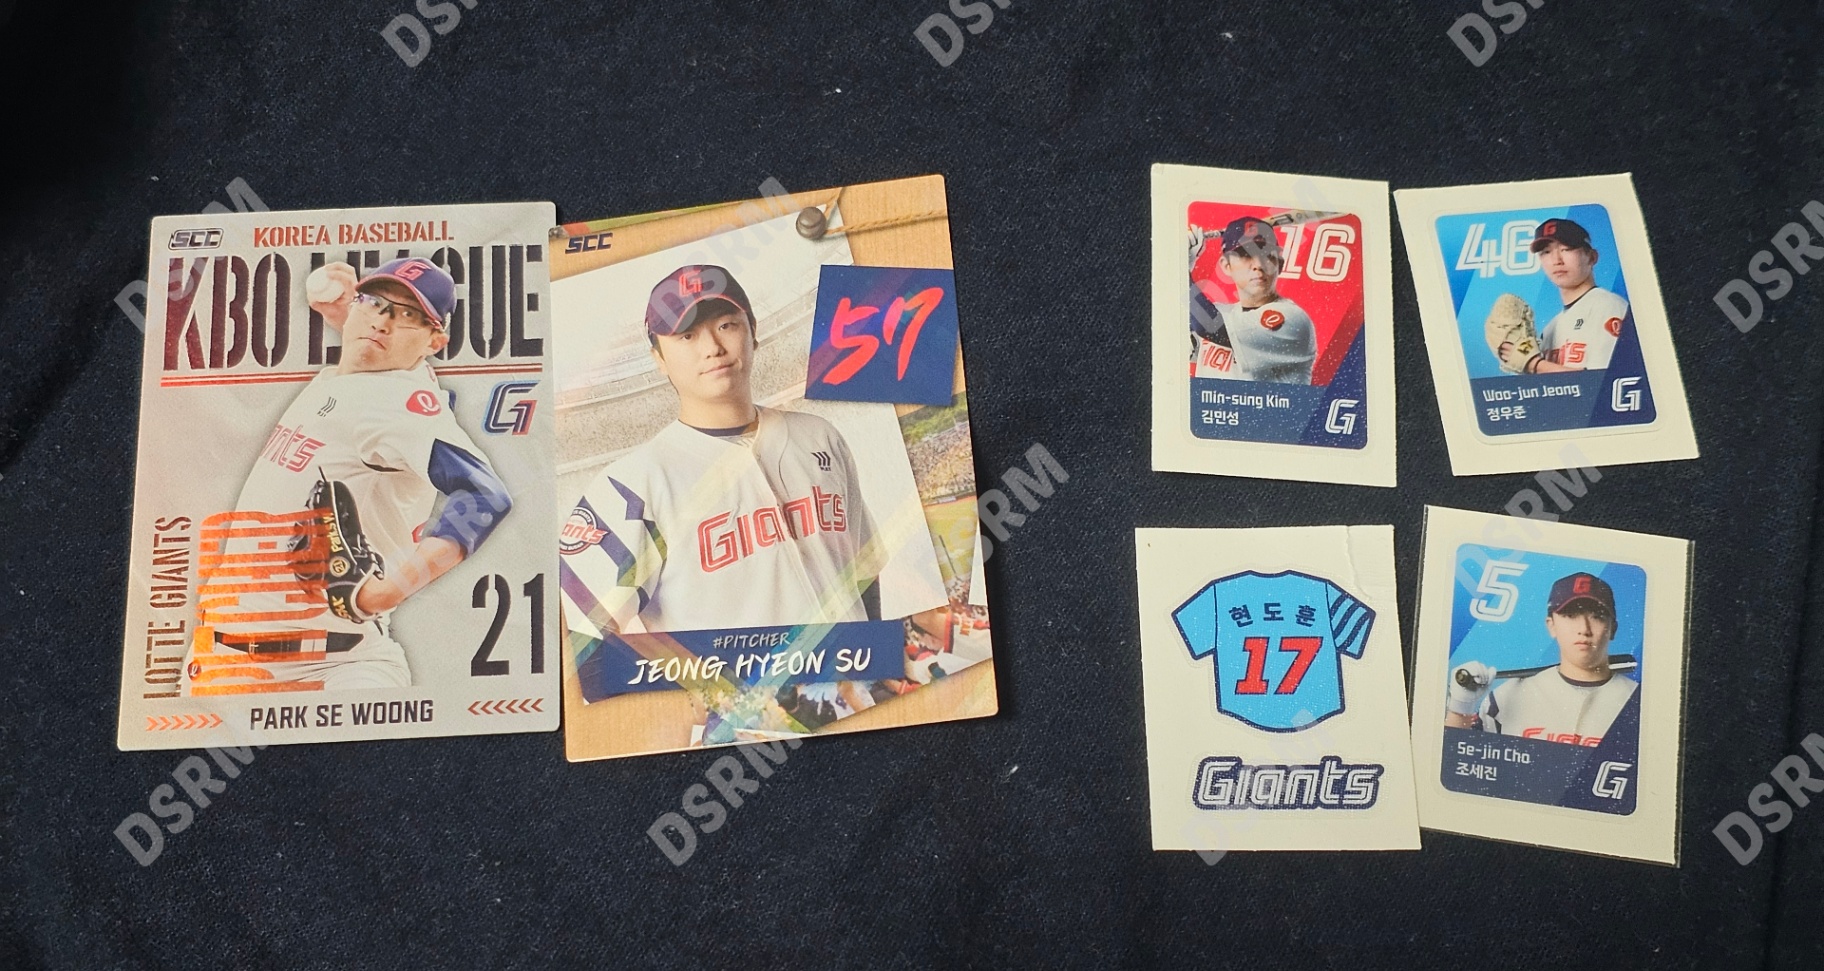 SCC
KOREA BASEBALL
KBO LEAGUE
LOTTE GIANTS
PITCHER
Giants
21
PARK SE WOONG
SCC
57
G
Giants
#PITCHER
JEONG HYEON SU
16
Min-sung Kim
김민성
G
46
Woo-jun Jeong
정우준
G
현도훈
17
Giants
5
Se-jin Cho
조세진
G
DSRM